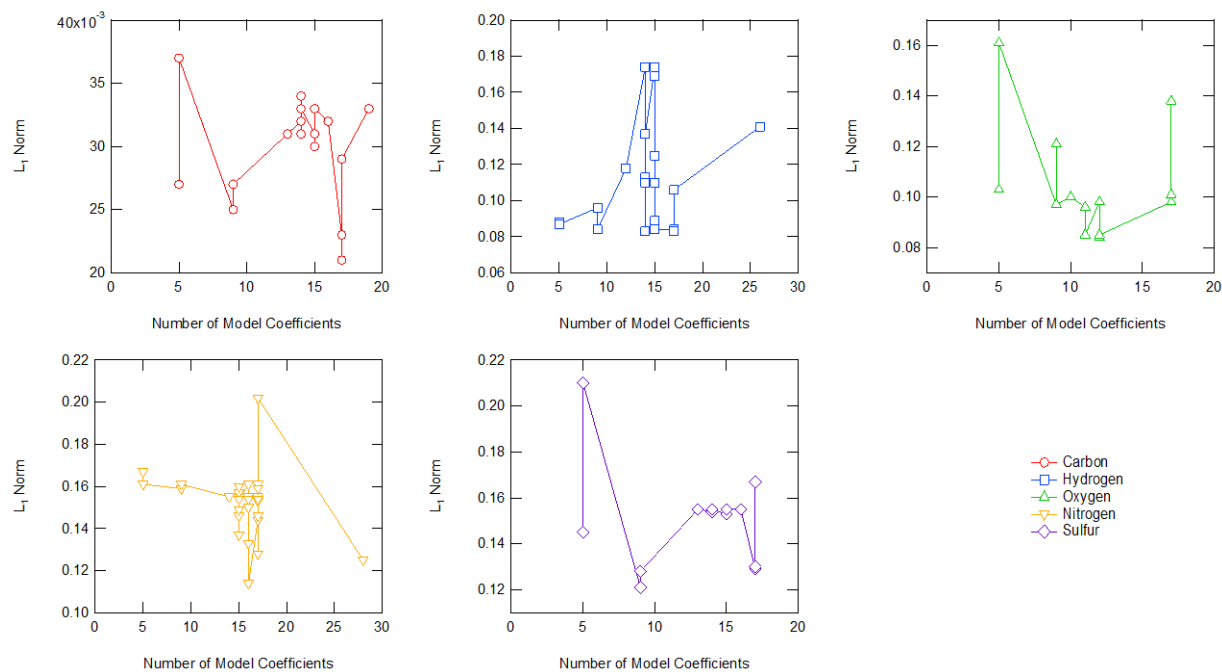 40x10⁻³
35
30
25
20
L₁ Norm
0 5 10 15 20
Number of Model Coefficients
0.20
0.18
0.16
0.14
0.12
0.10
0.08
0.06
L₁ Norm
0 5 10 15 20 25 30
Number of Model Coefficients
0.16
0.14
0.12
0.10
0.08
L₁ Norm
0 5 10 15 20
Number of Model Coefficients
0.22
0.20
0.18
0.16
0.14
0.12
0.10
L₁ Norm
0 5 10 15 20 25 30
Number of Model Coefficients
0.22
0.20
0.18
0.16
0.14
0.12
L₁ Norm
0 5 10 15 20
Number of Model Coefficients
Carbon
Hydrogen
Oxygen
Nitrogen
Sulfur